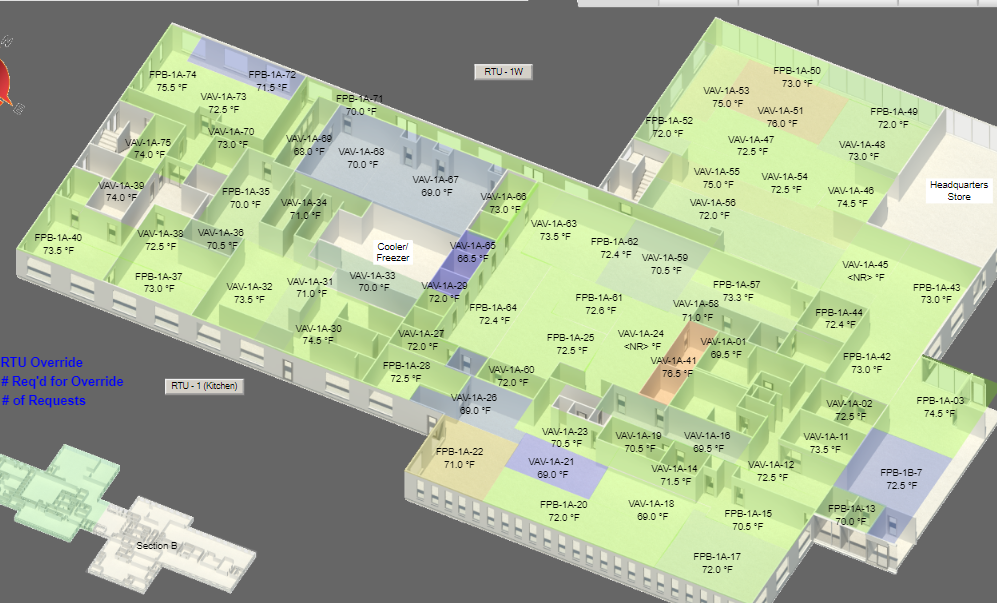 N
E
RTU - 1W
FPB-1A-74
75.5 °F
FPB-1A-72
71.5 °F
VAV-1A-73
72.5 °F
FPB-1A-71
70.0 °F
VAV-1A-70
73.0 °F
VAV-1A-75
74.0 °F
VAV-1A-69
68.0 °F
VAV-1A-68
70.0 °F
VAV-1A-67
69.0 °F
VAV-1A-66
73.0 °F
VAV-1A-39
74.0 °F
FPB-1A-35
70.0 °F
VAV-1A-34
71.0 °F
FPB-1A-40
73.5 °F
VAV-1A-38
72.5 °F
VAV-1A-36
70.5 °F
Cooler/
Freezer
VAV-1A-65
66.5 °F
FPB-1A-37
73.0 °F
VAV-1A-32
73.5 °F
VAV-1A-31
71.0 °F
VAV-1A-33
70.0 °F
VAV-1A-29
72.0 °F
VAV-1A-30
74.5 °F
VAV-1A-27
72.0 °F
FPB-1A-28
72.5 °F
FPB-1A-50
73.0 °F
VAV-1A-53
75.0 °F
VAV-1A-51
76.0 °F
FPB-1A-49
72.0 °F
FPB-1A-52
72.0 °F
VAV-1A-47
72.5 °F
VAV-1A-48
73.0 °F
VAV-1A-55
75.0 °F
VAV-1A-54
72.5 °F
VAV-1A-46
74.5 °F
VAV-1A-56
72.0 °F
Headquarters
Store
VAV-1A-63
73.5 °F
FPB-1A-62
72.4 °F
VAV-1A-59
70.5 °F
VAV-1A-45
<NR> °F
FPB-1A-57
73.3 °F
FPB-1A-43
73.0 °F
FPB-1A-64
72.4 °F
FPB-1A-61
72.6 °F
VAV-1A-58
71.0 °F
FPB-1A-44
72.4 °F
FPB-1A-25
72.5 °F
VAV-1A-24
<NR> °F
VAV-1A-01
69.5 °F
VAV-1A-41
76.5 °F
FPB-1A-42
73.0 °F
VAV-1A-60
72.0 °F
VAV-1A-26
69.0 °F
VAV-1A-02
72.5 °F
FPB-1A-03
74.5 °F
RTU Override
# Req'd for Override
# of Requests
RTU - 1 (Kitchen)
VAV-1A-23
70.5 °F
VAV-1A-19
70.5 °F
VAV-1A-16
69.5 °F
VAV-1A-11
73.5 °F
FPB-1A-22
71.0 °F
VAV-1A-21
69.0 °F
VAV-1A-14
71.5 °F
VAV-1A-12
72.5 °F
FPB-1B-7
72.5 °F
FPB-1A-20
72.0 °F
VAV-1A-18
69.0 °F
FPB-1A-15
70.5 °F
FPB-1A-13
70.0 °F
FPB-1A-17
72.0 °F
Section B